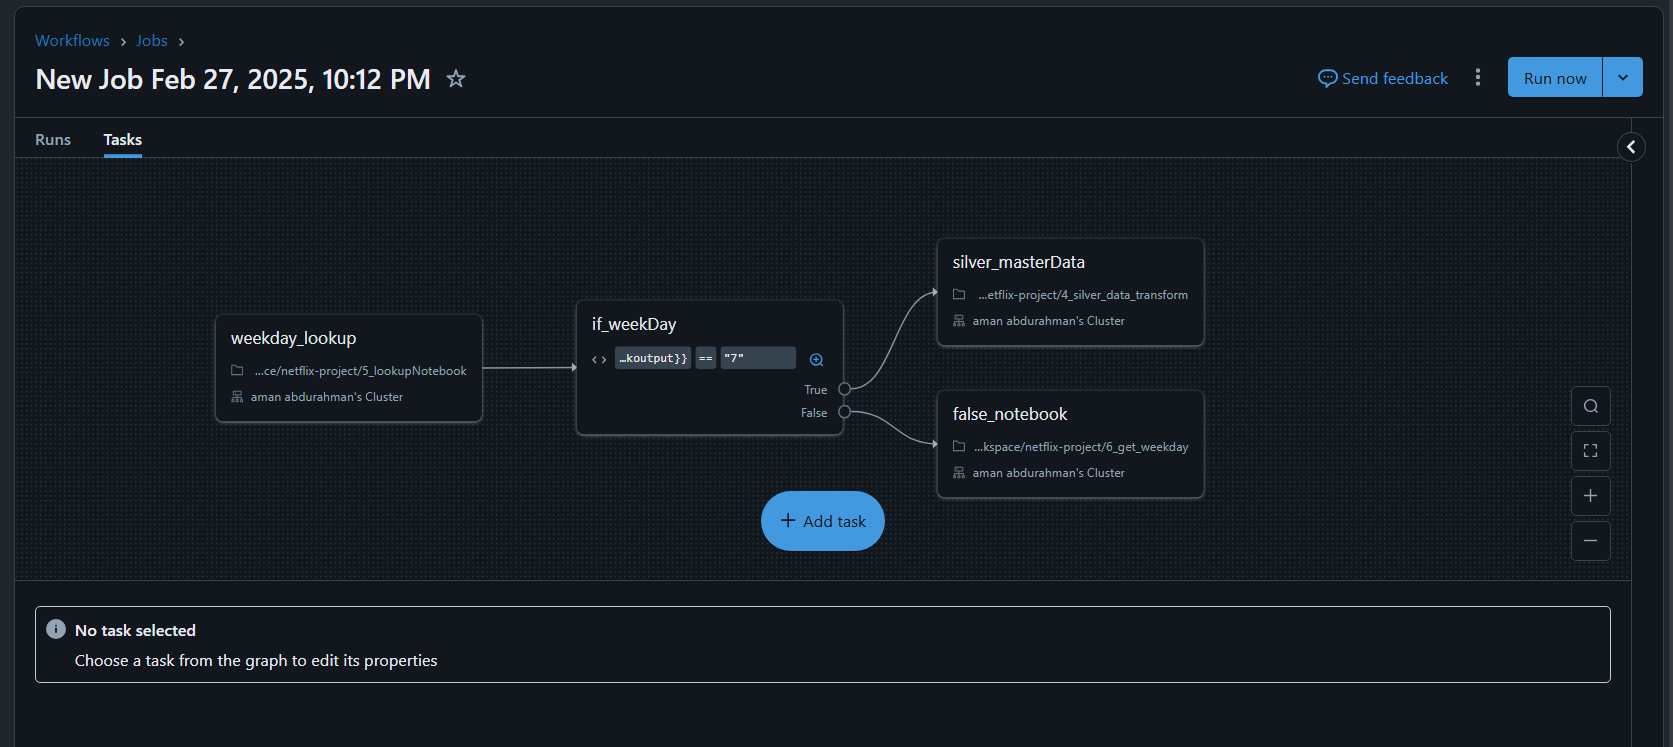 Workflows › Jobs ›
New Job Feb 27, 2025, 10:12 PM
Send feedback
Run now
Runs
Tasks
weekday_lookup
...ce/netflix-project/5_lookupNotebook
aman abdurahman's Cluster
if_weekDay
…koutput}} == "7"
True
False
silver_masterData
...etflix-project/4_silver_data_transform
aman abdurahman's Cluster
false_notebook
...kspace/netflix-project/6_get_weekday
aman abdurahman's Cluster
+ Add task
No task selected
Choose a task from the graph to edit its properties